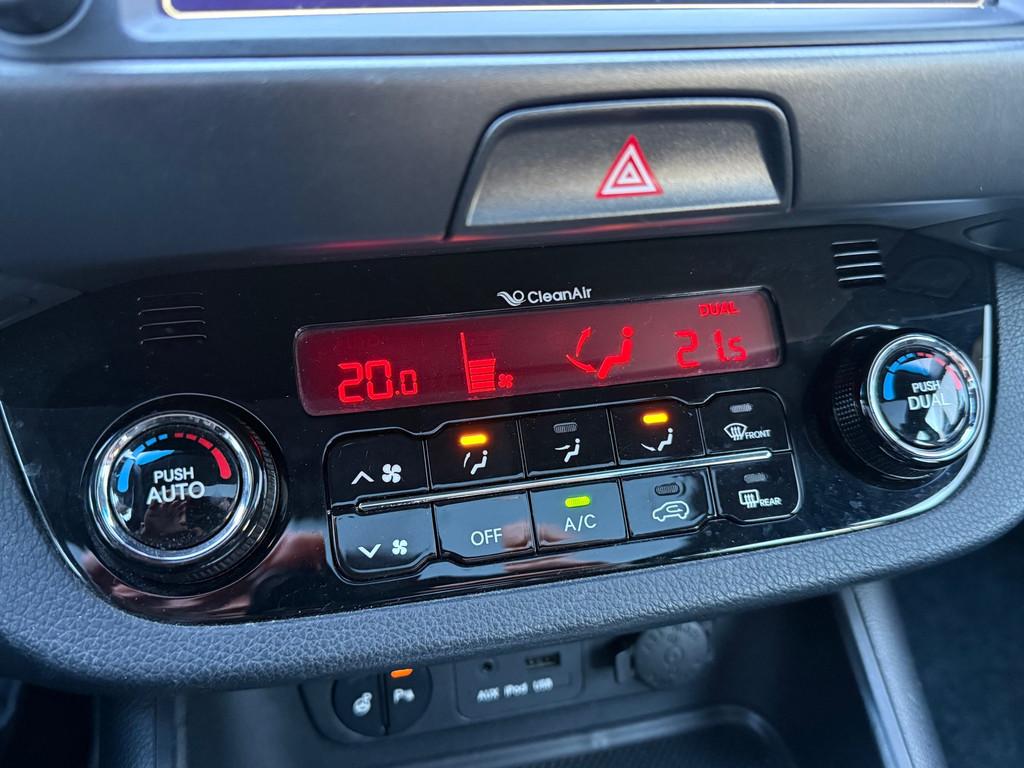 CleanAir
DUAL
20.0
21.5
PUSH
AUTO
PUSH
DUAL
FRONT
OFF
A/C
REAR
P
AUX iPod USB